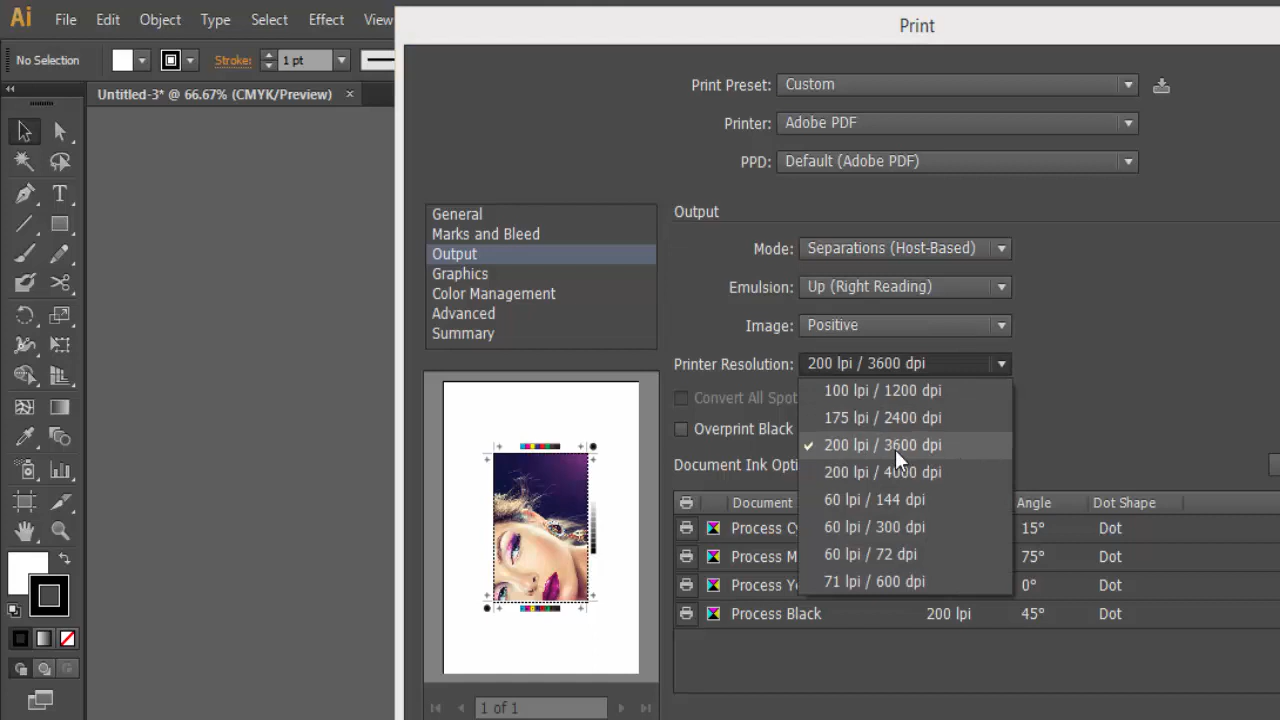 Ai File Edit Object Type Select Effect View
Print
No Selection Stroke: 1 pt
Untitled-3* @ 66.67% (CMYK/Preview) ×
Print Preset: Custom
Printer: Adobe PDF
PPD: Default (Adobe PDF)
General
Marks and Bleed
Output
Graphics
Color Management
Advanced
Summary
Output
Mode: Separations (Host-Based)
Emulsion: Up (Right Reading)
Image: Positive
Printer Resolution: 200 lpi / 3600 dpi
100 lpi / 1200 dpi
175 lpi / 2400 dpi
200 lpi / 3600 dpi
200 lpi / 4000 dpi
60 lpi / 144 dpi
60 lpi / 300 dpi
60 lpi / 72 dpi
71 lpi / 600 dpi
Convert All Spot
Overprint Black
Document Ink Opti
Document Angle Dot Shape
Process Cy 15° Dot
Process M 75° Dot
Process Ye 0° Dot
Process Black 200 lpi 45° Dot
1 of 1